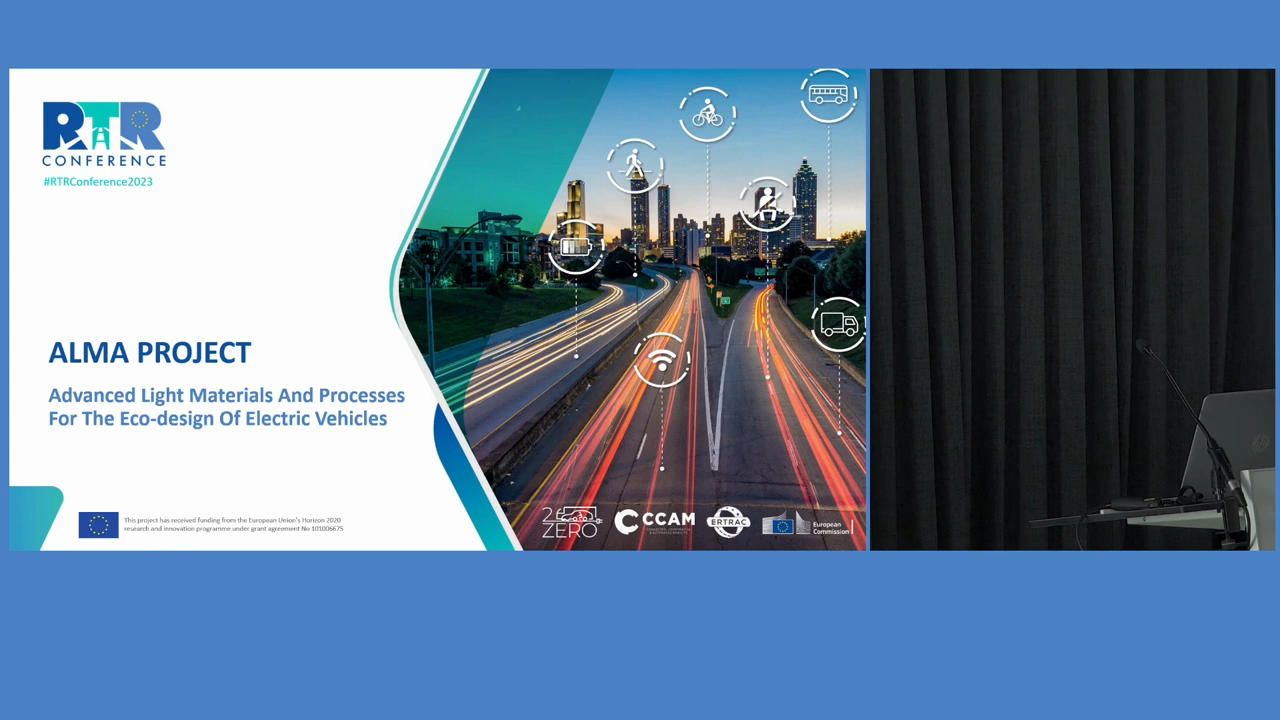 RTR
CONFERENCE
#RTRConference2023
ALMA PROJECT
Advanced Light Materials And Processes
For The Eco-design Of Electric Vehicles
This project has received funding from the European Union's Horizon 2020
research and innovation programme under grant agreement No 101006675
2ZERO
CCAM
ERTRAC
European
Commission